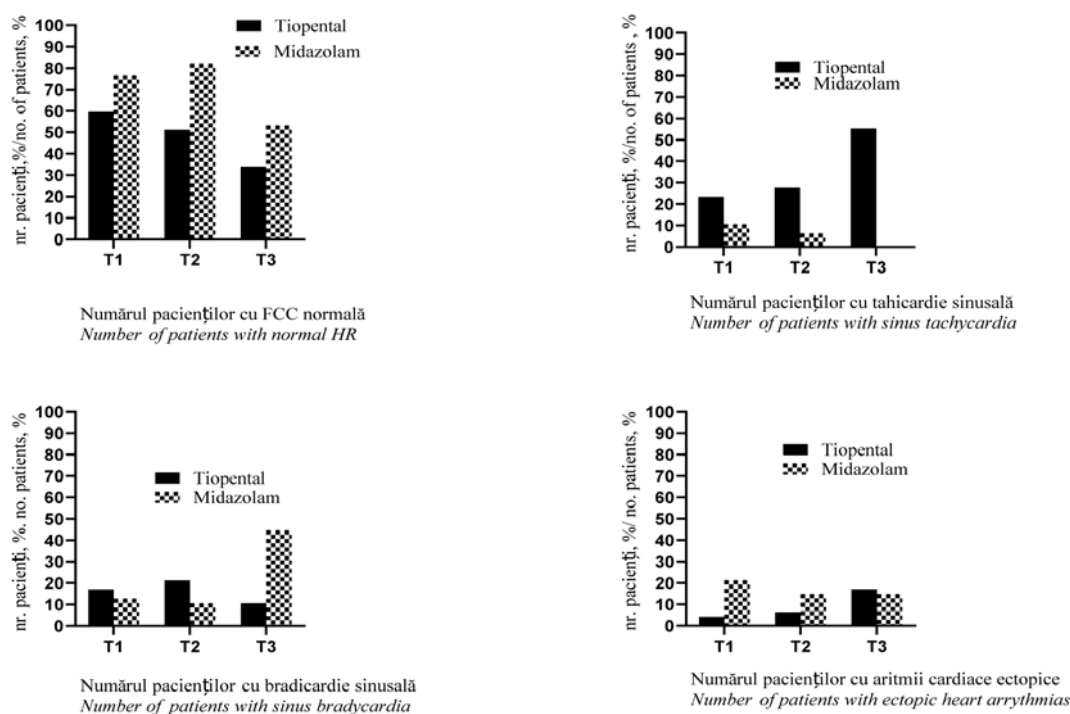 nr. pacienți,%/no. of patients, %
100
90
80
70
60
50
40
30
20
10
0
Tiopental
Midazolam
T1 T2 T3
Numărul pacienților cu FCC normală
Number of patients with normal HR
nr. pacienți, %/no. of patients , %
100
90
80
70
60
50
40
30
20
10
0
Tiopental
Midazolam
T1 T2 T3
Numărul pacienților cu tahicardie sinusală
Number of patients with sinus tachycardia
nr. pacienți, %. no. patients, %
100
90
80
70
60
50
40
30
20
10
0
Tiopental
Midazolam
T1 T2 T3
Numărul pacienților cu bradicardie sinusală
Number of patients with sinus bradycardia
nr. pacienți, %/ no. patients, %
100
90
80
70
60
50
40
30
20
10
0
Tiopental
Midazolam
T1 T2 T3
Numărul pacienților cu aritmii cardiace ectopice
Number of patients with ectopic heart arrythmias